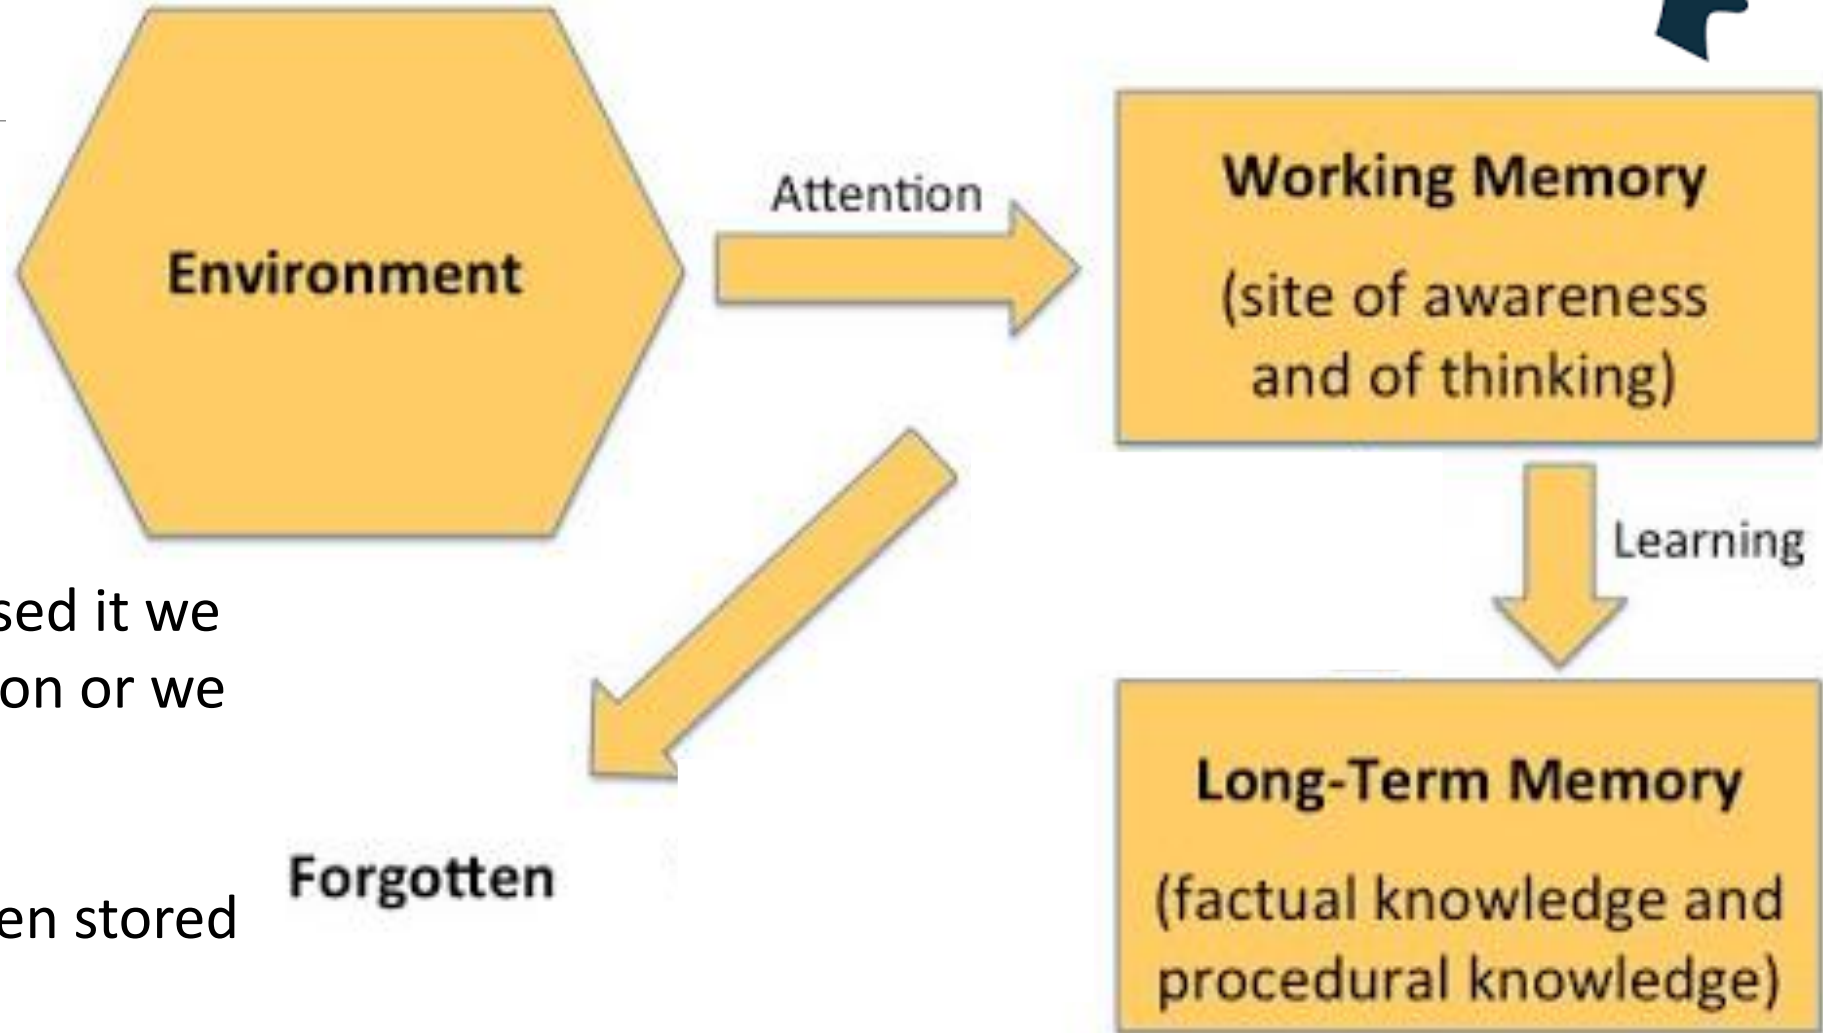 Environment
Attention
Working Memory
(site of awareness
and of thinking)
Learning
sed it we
on or we
Forgotten
en stored
Long-Term Memory
(factual knowledge and
procedural knowledge)